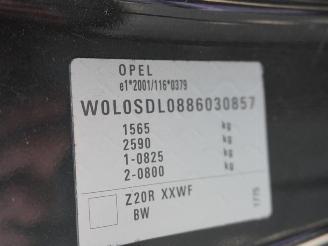 OPEL
e1*2001/116*0379
W0L0SDL0886030857
1565 kg
2590 kg
1-0825 kg
2-0800 kg
Z20R XXWF
BW
1775